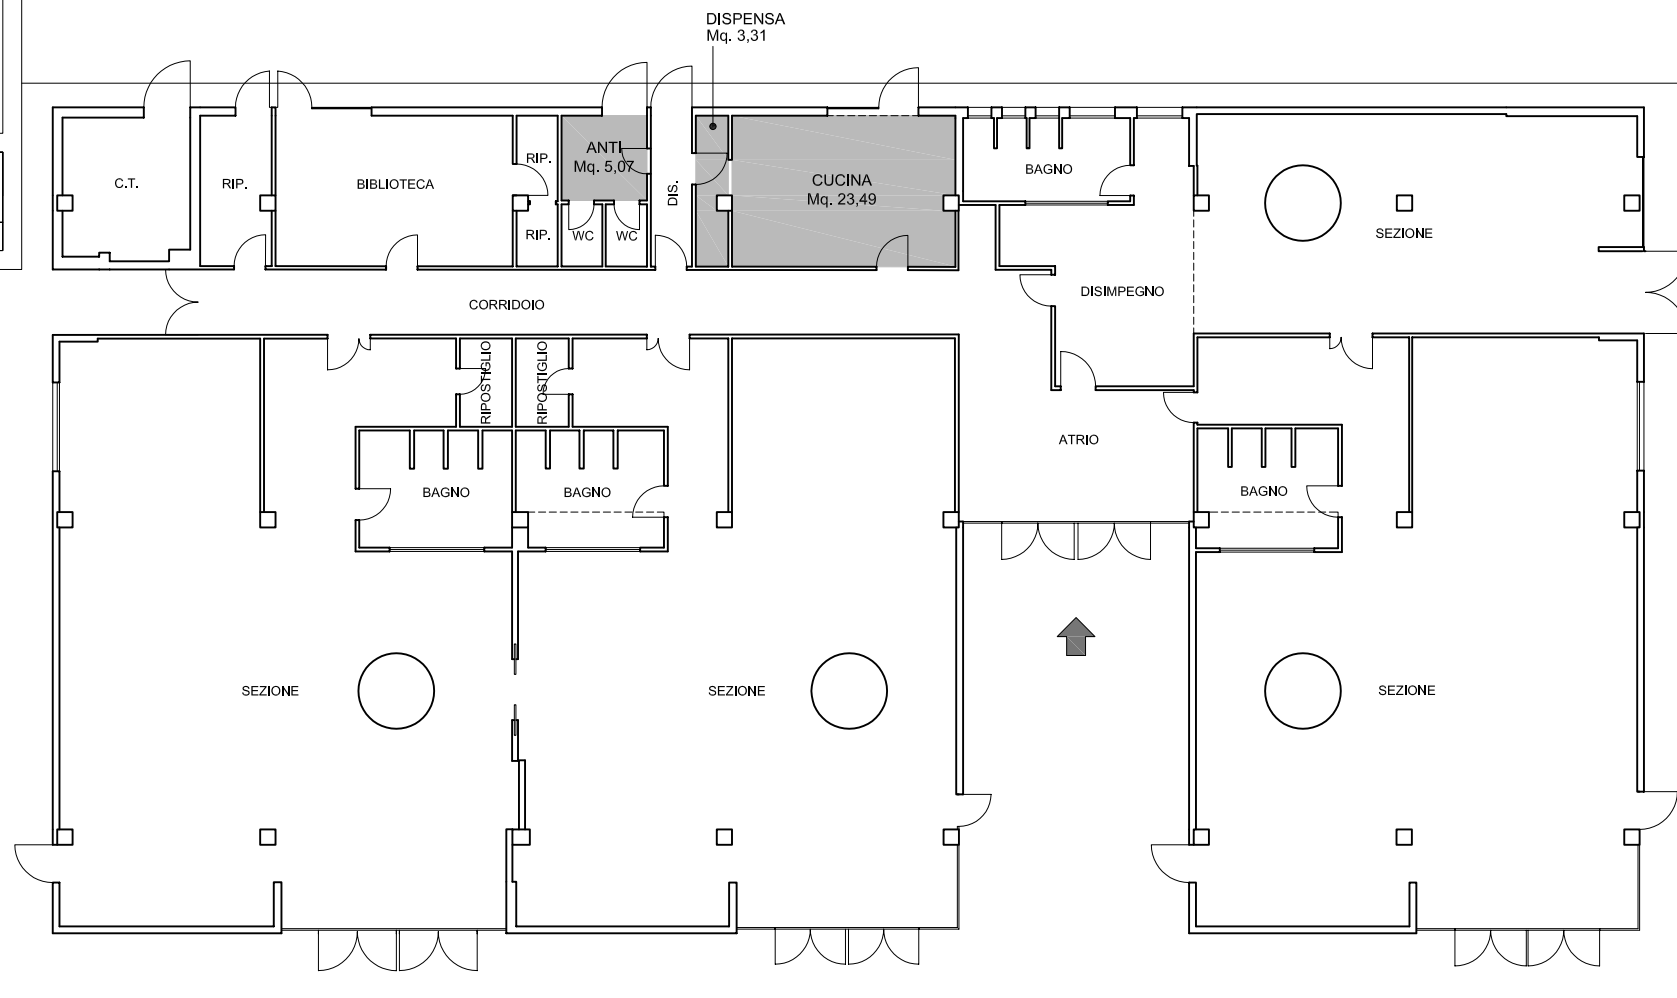 DISPENSA
Mq. 3,31
ANTI
Mq. 5,07
RIP.
C.T.
RIP.
BIBLIOTECA
DIS.
CUCINA
Mq. 23,49
BAGNO
RIP.
WC
WC
SEZIONE
DISIMPEGNO
CORRIDOIO
RIPOSTIGLIO
RIPOSTIGLIO
ATRIO
BAGNO
BAGNO
BAGNO
SEZIONE
SEZIONE
SEZIONE